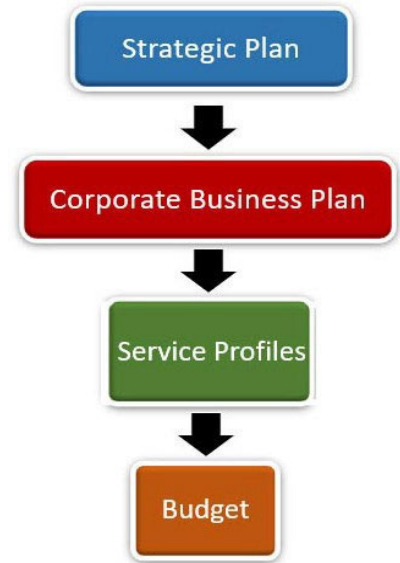 Strategic Plan
Corporate Business Plan
Service Profiles
Budget